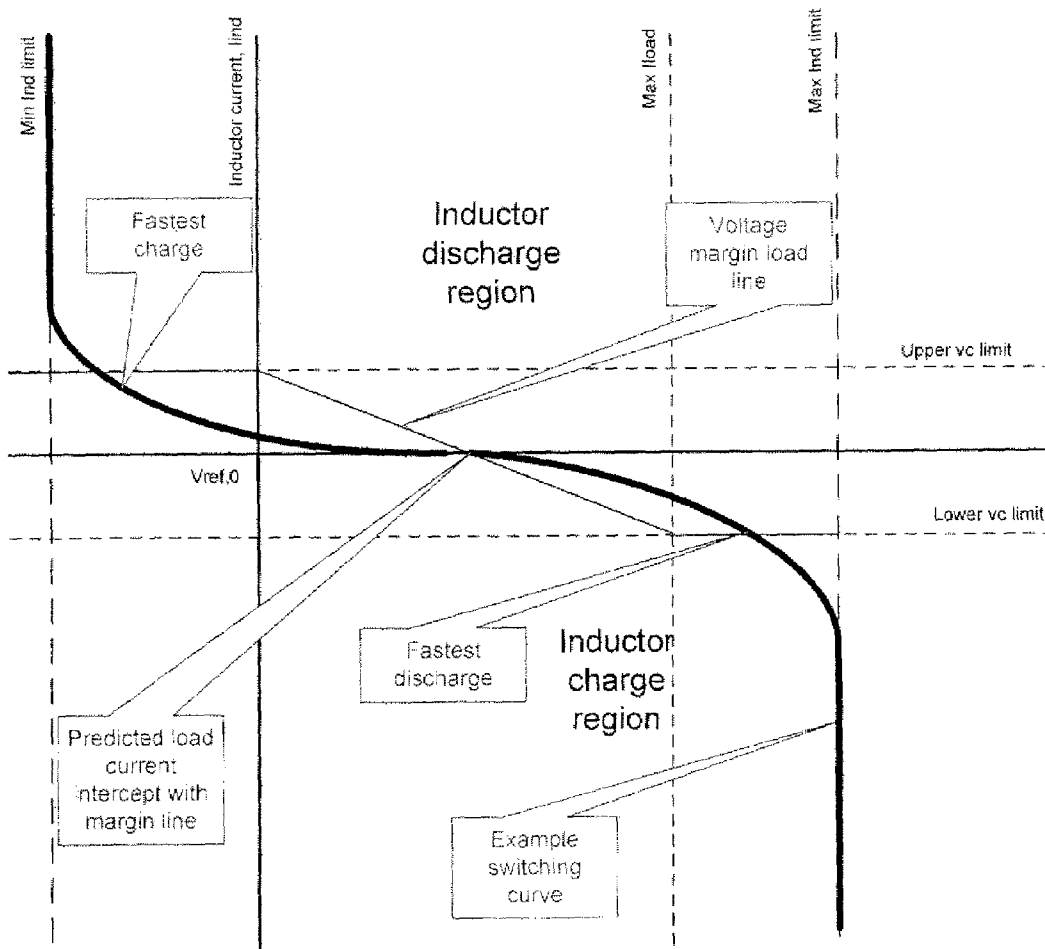 Min Ind limit
Inductor current, Iind
Max Iload
Max Ind limit
Fastest
charge
Inductor
discharge
region
Voltage
margin load
line
Upper vc limit
Vref,0
Lower vc limit
Fastest
discharge
Inductor
charge
region
Predicted load
current
intercept with
margin line
Example
switching
curve